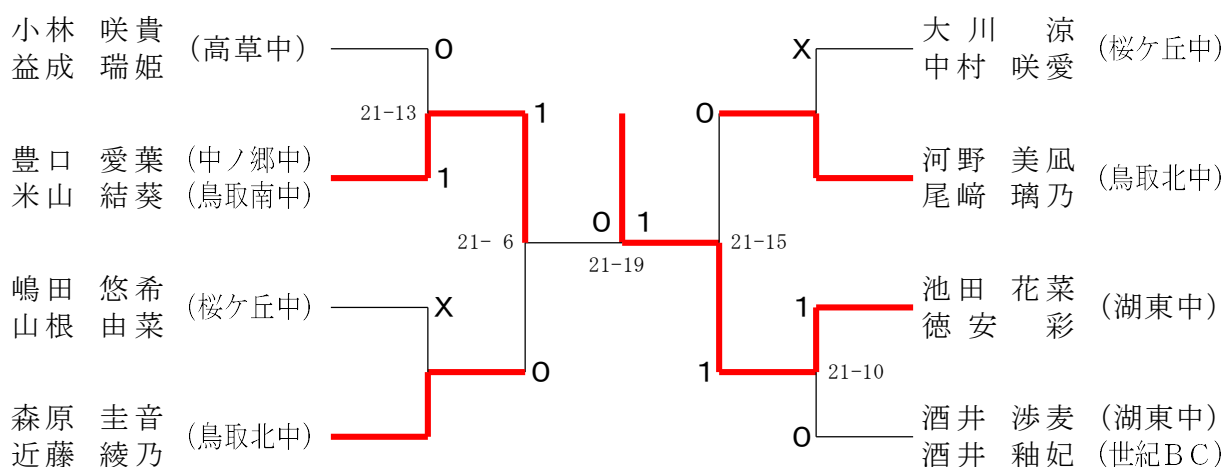 小林 咲貴 (高草中)
益成 瑞姫
0
21-13
1
豊口 愛葉 (中ノ郷中)
米山 結葵 (鳥取南中)
1
21- 6
嶋田 悠希 (桜ケ丘中)
山根 由菜
X
0
森原 圭音 (鳥取北中)
近藤 綾乃
0 1
21-19
大川 涼 (桜ケ丘中)
中村 咲愛
X
0
河野 美凪 (鳥取北中)
尾﨑 璃乃
21-15
池田 花菜 (湖東中)
徳安 彩
1
1
21-10
酒井 渉麦 (湖東中)
酒井 釉妃 (世紀BC)
0